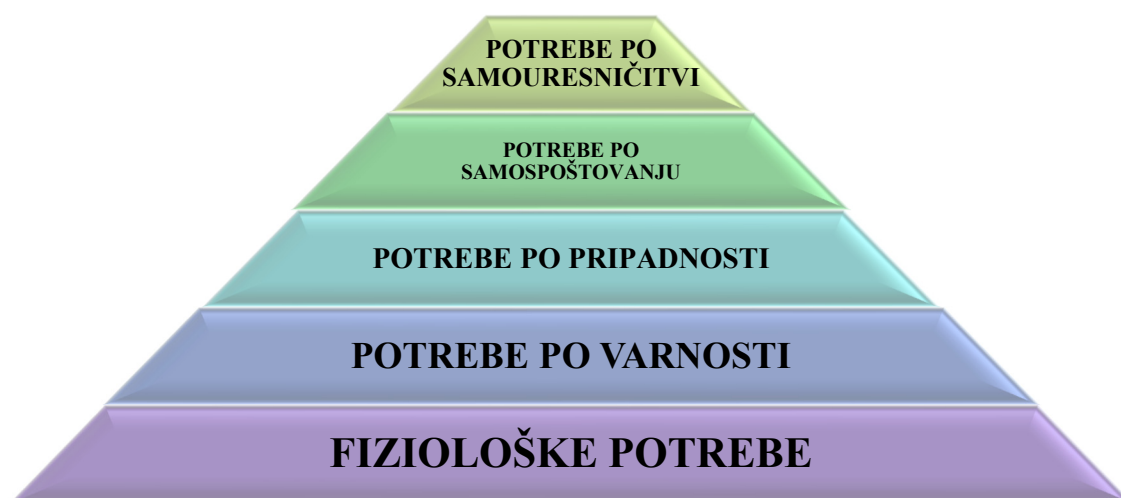 POTREBE PO
SAMOURESNIČITVI
POTREBE PO
SAMOSPOŠTOVANJU
POTREBE PO PRIPADNOSTI
POTREBE PO VARNOSTI
FIZIOLOŠKE POTREBE